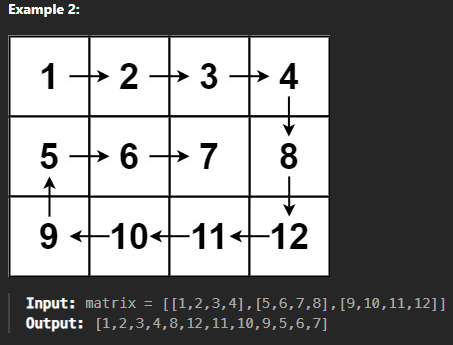 Example 2:
1 2 3 4
5 6 7 8
9 10 11 12
Input: matrix = [[1,2,3,4],[5,6,7,8],[9,10,11,12]]
Output: [1,2,3,4,8,12,11,10,9,5,6,7]